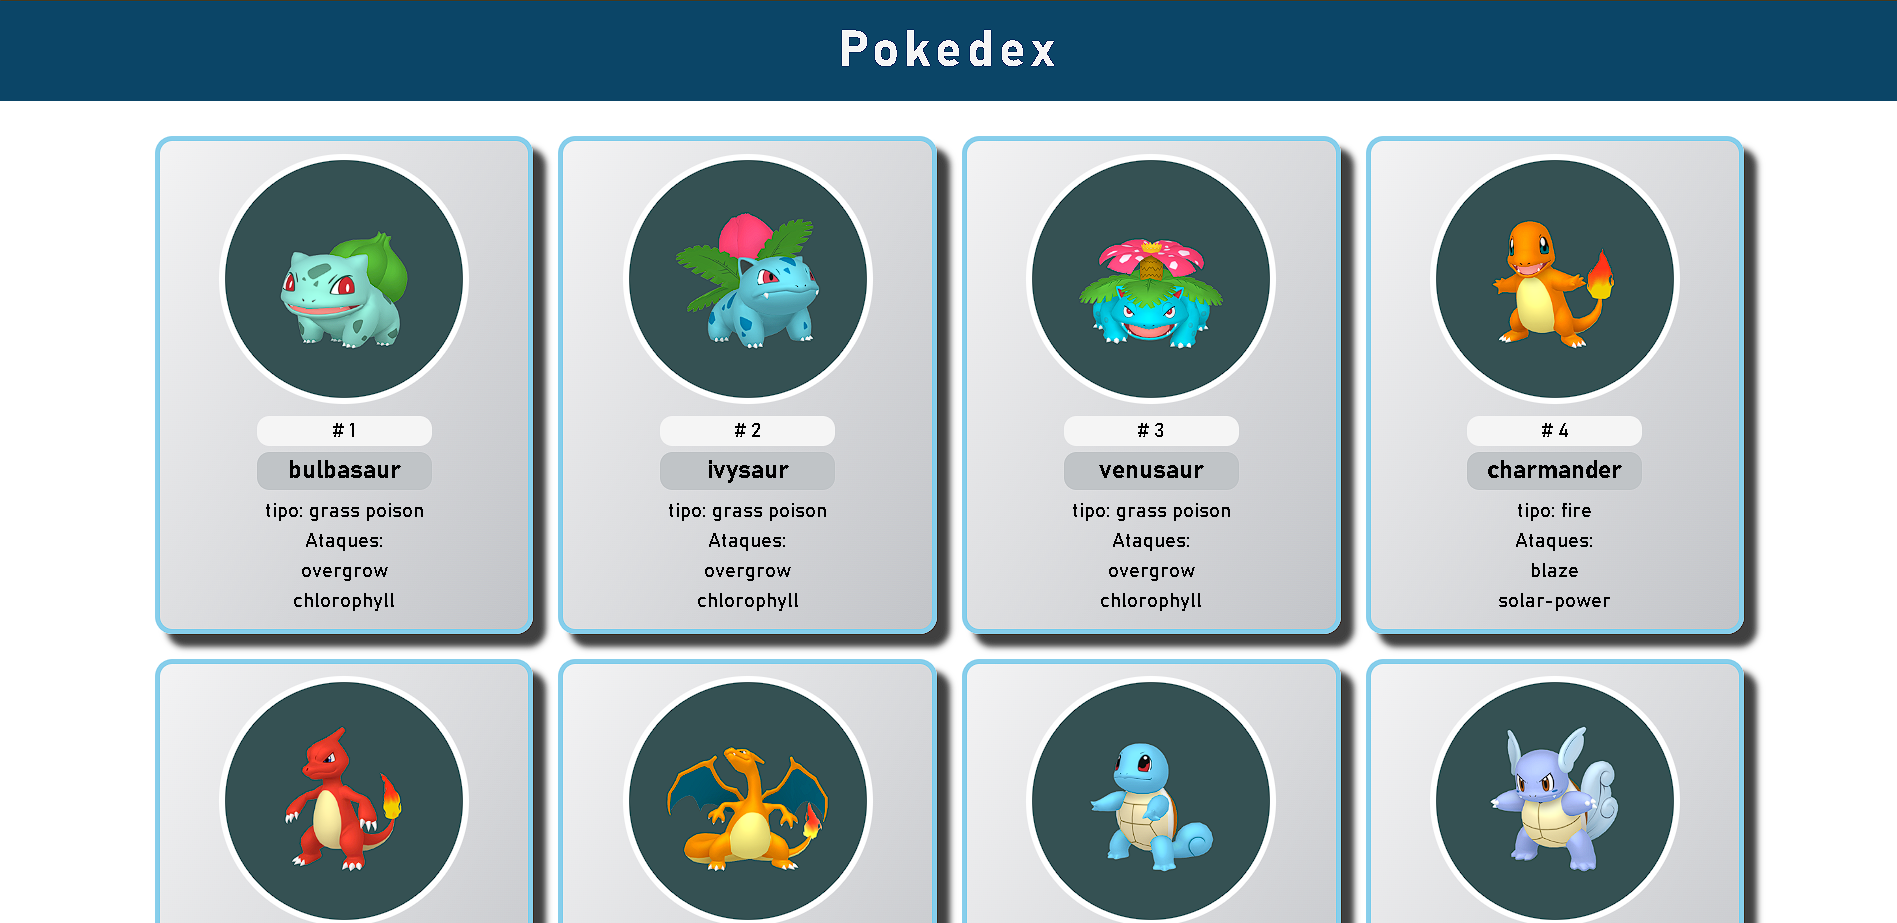 Pokedex
# 1
bulbasaur
tipo: grass poison
Ataques:
overgrow
chlorophyll
# 2
ivysaur
tipo: grass poison
Ataques:
overgrow
chlorophyll
# 3
venusaur
tipo: grass poison
Ataques:
overgrow
chlorophyll
# 4
charmander
tipo: fire
Ataques:
blaze
solar-power